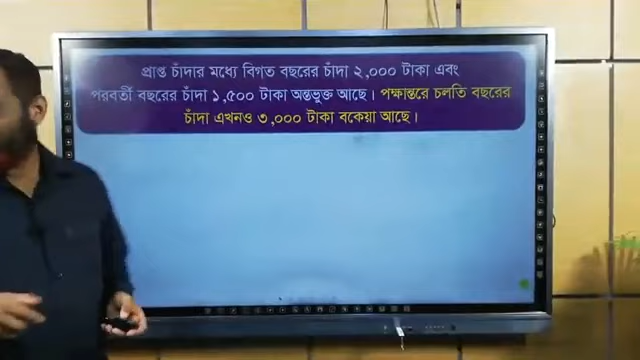 প্রাপ্ত চাঁদার মধ্যে বিগত বছরের চাঁদা ২,০০০ টাকা এবং
পরবর্তী বছরের চাঁদা ১,৫০০ টাকা অন্তর্ভুক্ত আছে। পক্ষান্তরে চলতি বছরের
চাঁদা এখনও ৩,০০০ টাকা বকেয়া আছে।